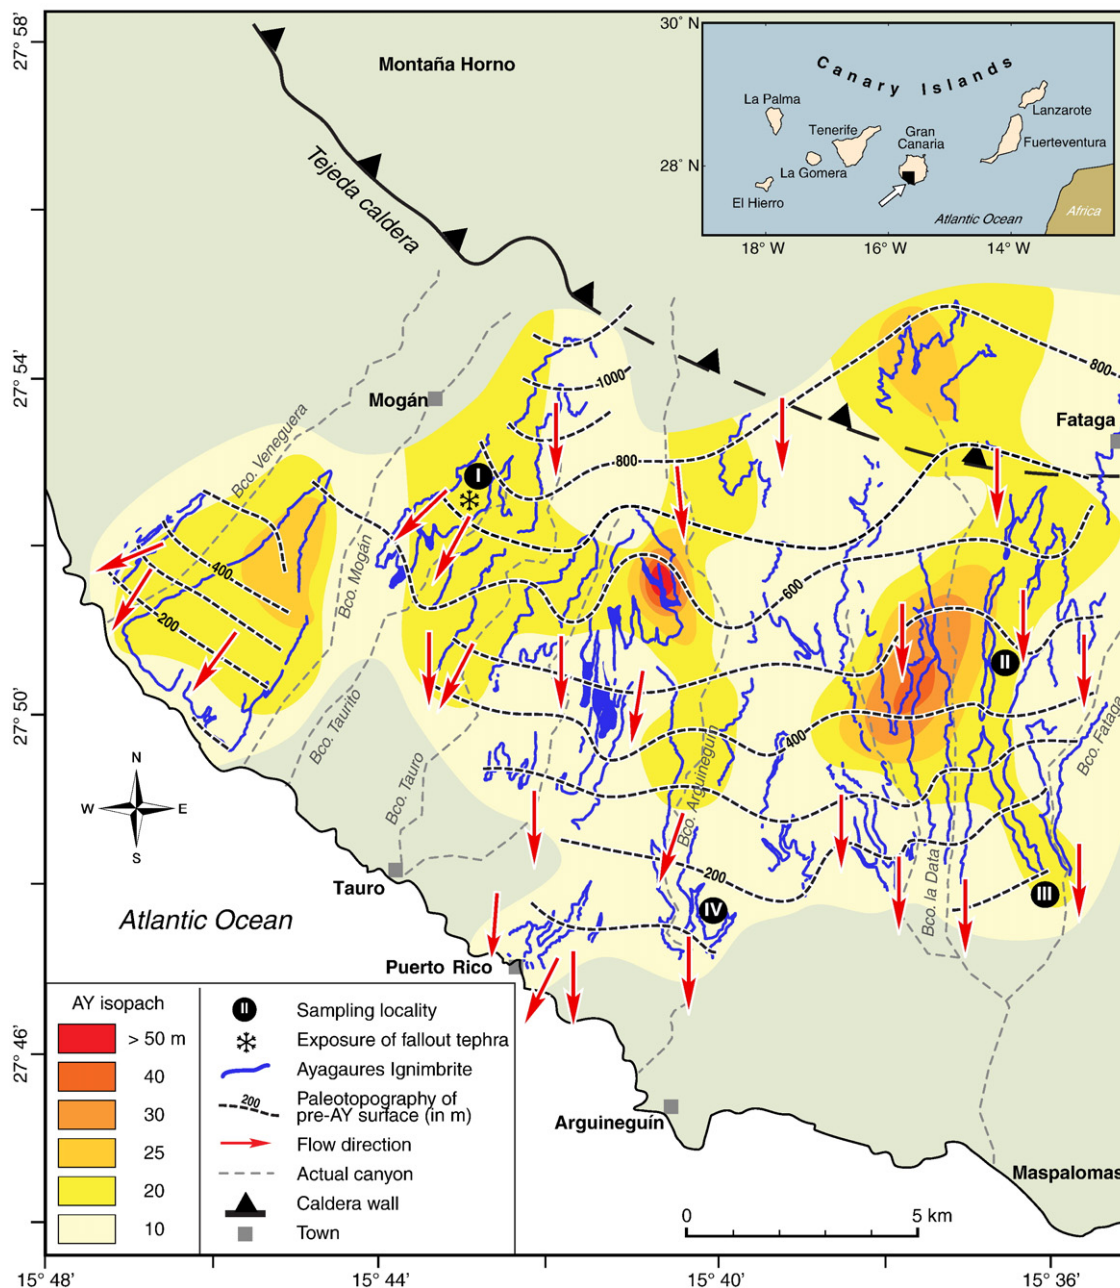 27° 58'
27° 54'
27° 50'
27° 46'
Montaña Horno
Tejeda caldera
30° N
28° N
Canary Islands
La Palma
Tenerife
Gran
Canaria
Lanzarote
Fuerteventura
La Gomera
El Hierro
Atlantic Ocean
Africa
18° W
16° W
14° W
Mogán
Fataga
1000
800
800
600
400
200
400
200
I
II
III
IV
Bco. Veneguera
Bco. Mogán
Bco. Taurito
Bco. Tauro
Bco. Arguineguín
Bco. la Data
Bco. Fataga
N
W
E
S
Tauro
Atlantic Ocean
Puerto Rico
Arguineguín
Maspalomas
AY isopach
> 50 m
40
30
25
20
10
II
Sampling locality
Exposure of fallout tephra
Ayagaures Ignimbrite
200
Paleotopography of
pre-AY surface (in m)
Flow direction
Actual canyon
Caldera wall
Town
0
5 km
15° 48'
15° 44'
15° 40'
15° 36'